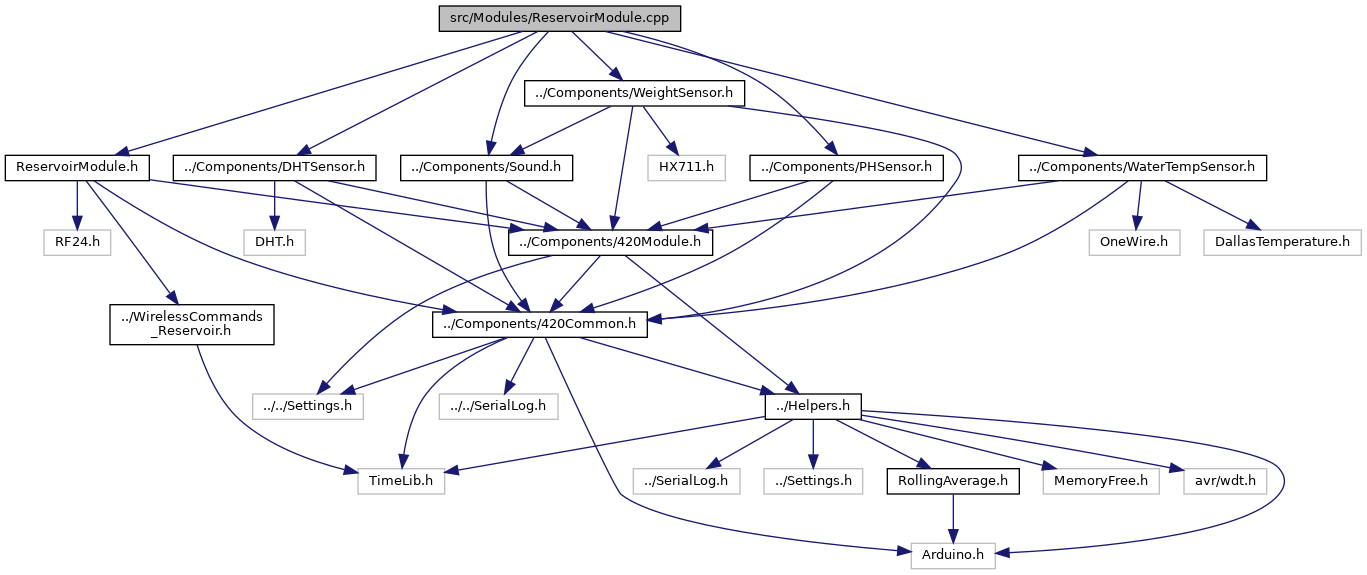 src/Modules/ReservoirModule.cpp
../Components/WeightSensor.h
ReservoirModule.h
../Components/DHTSensor.h
../Components/Sound.h
HX711.h
../Components/PHSensor.h
../Components/WaterTempSensor.h
RF24.h
DHT.h
../Components/420Module.h
OneWire.h
DallasTemperature.h
../WirelessCommands
_Reservoir.h
../Components/420Common.h
../../Settings.h
../../SerialLog.h
../Helpers.h
TimeLib.h
../SerialLog.h
../Settings.h
RollingAverage.h
MemoryFree.h
avr/wdt.h
Arduino.h